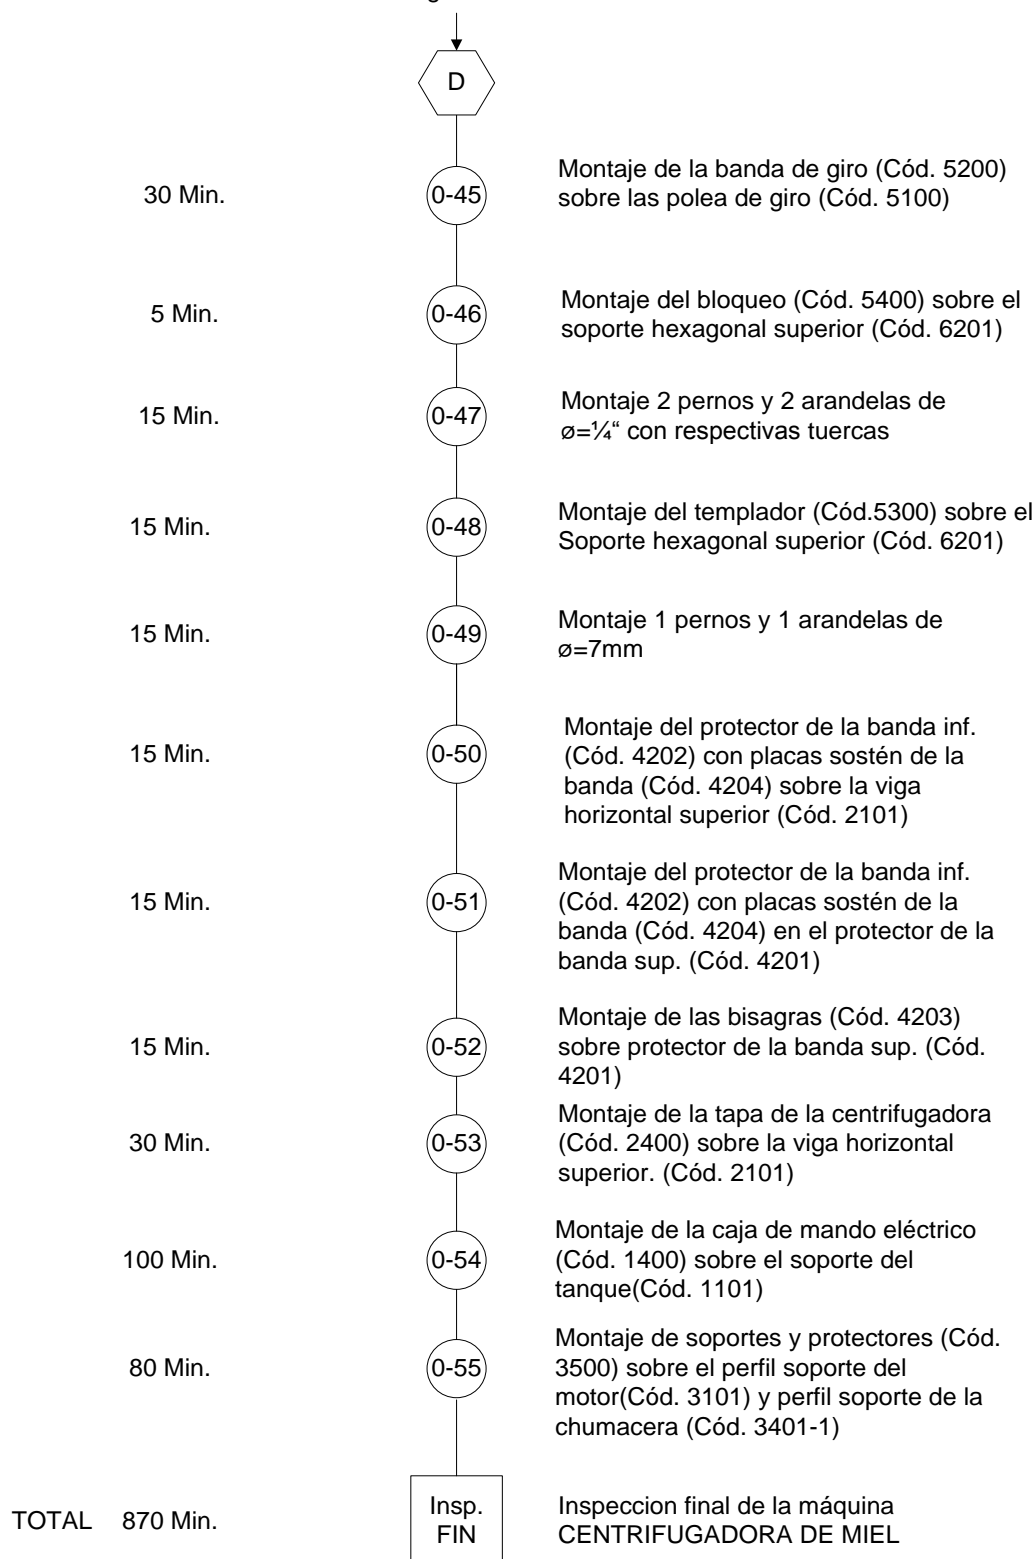 D
30 Min.
0-45
Montaje de la banda de giro (Cód. 5200)
sobre las polea de giro (Cód. 5100)
5 Min.
0-46
Montaje del bloqueo (Cód. 5400) sobre el
soporte hexagonal superior (Cód. 6201)
15 Min.
0-47
Montaje 2 pernos y 2 arandelas de
ø=¼“ con respectivas tuercas
15 Min.
0-48
Montaje del templador (Cód.5300) sobre el
Soporte hexagonal superior (Cód. 6201)
15 Min.
0-49
Montaje 1 pernos y 1 arandelas de
ø=7mm
15 Min.
0-50
Montaje del protector de la banda inf.
(Cód. 4202) con placas sostén de la
banda (Cód. 4204) sobre la viga
horizontal superior (Cód. 2101)
15 Min.
0-51
Montaje del protector de la banda inf.
(Cód. 4202) con placas sostén de la
banda (Cód. 4204) en el protector de la
banda sup. (Cód. 4201)
15 Min.
0-52
Montaje de las bisagras (Cód. 4203)
sobre protector de la banda sup. (Cód.
4201)
30 Min.
0-53
Montaje de la tapa de la centrifugadora
(Cód. 2400) sobre la viga horizontal
superior. (Cód. 2101)
100 Min.
0-54
Montaje de la caja de mando eléctrico
(Cód. 1400) sobre el soporte del
tanque(Cód. 1101)
80 Min.
0-55
Montaje de soportes y protectores (Cód.
3500) sobre el perfil soporte del
motor(Cód. 3101) y perfil soporte de la
chumacera (Cód. 3401-1)
TOTAL 870 Min.
Insp.
FIN
Inspeccion final de la máquina
CENTRIFUGADORA DE MIEL